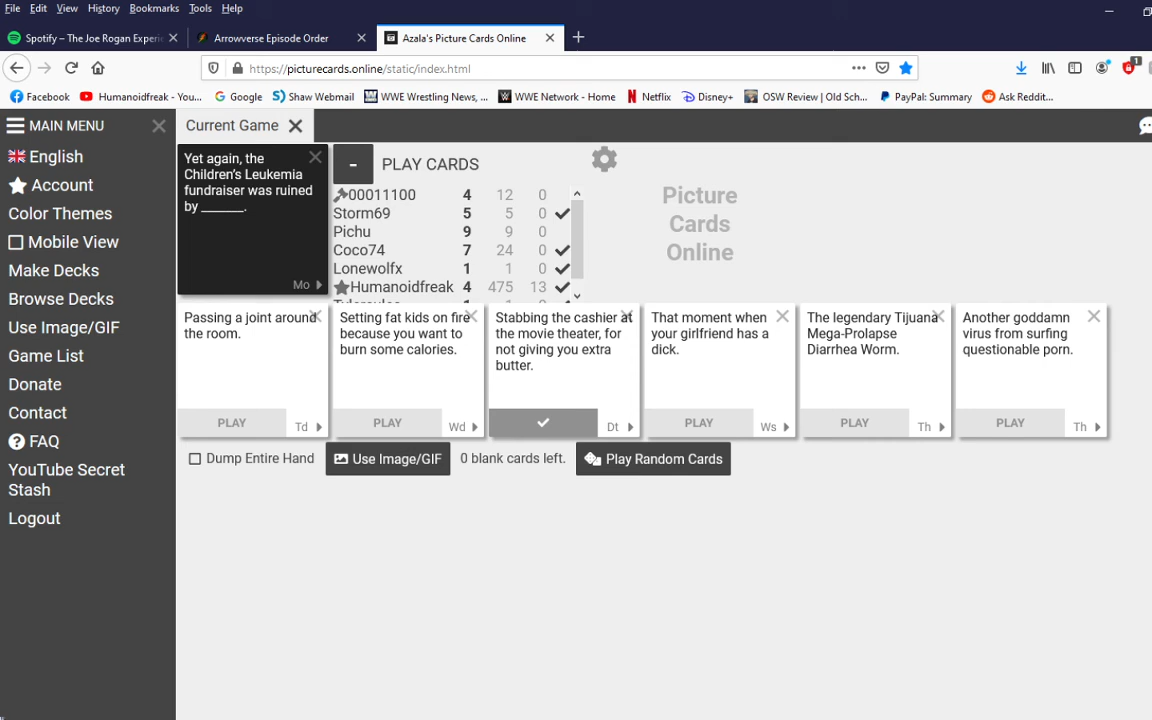 File Edit View History Bookmarks Tools Help
Spotify – The Joe Rogan Experi
Arrowverse Episode Order
Azala's Picture Cards Online
https://picturecards.online/static/index.html
1
Facebook
Humanoidfreak - You...
Google
Shaw Webmail
WWE Wrestling News, ...
WWE Network - Home
Netflix
Disney+
OSW Review | Old Sch...
PayPal: Summary
Ask Reddit...
MAIN MENU
English
Account
Color Themes
Mobile View
Make Decks
Browse Decks
Use Image/GIF
Game List
Donate
Contact
FAQ
YouTube Secret
Stash
Logout
Current Game
Yet again, the
Children's Leukemia
fundraiser was ruined
by _______.
Mo
- PLAY CARDS
00011100 4 12 0
Storm69 5 5 0
Pichu 9 9 0
Coco74 7 24 0
Lonewolfx 1 1 0
Humanoidfreak 4 475 13
Picture
Cards
Online
Passing a joint around
the room.
PLAY
Td
Setting fat kids on fire
because you want to
burn some calories.
PLAY
Wd
Stabbing the cashier at
the movie theater, for
not giving you extra
butter.
Dt
That moment when
your girlfriend has a
dick.
PLAY
Ws
The legendary Tijuana
Mega-Prolapse
Diarrhea Worm.
PLAY
Th
Another goddamn
virus from surfing
questionable porn.
PLAY
Th
Dump Entire Hand
Use Image/GIF
0 blank cards left.
Play Random Cards